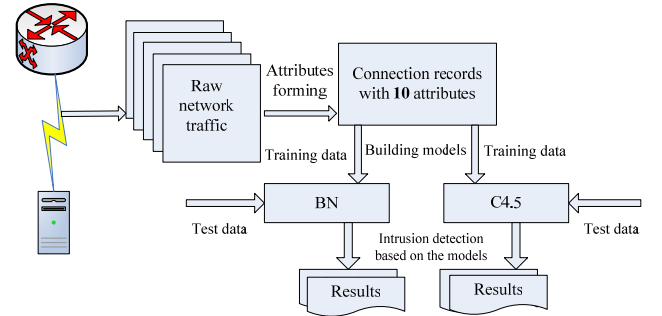 Raw
network
traffic
Attributes
forming
Connection records
with 10 attributes
Training data
Building models
Training data
BN
C4.5
Test data
Test data
Intrusion detection
based on the models
Results
Results